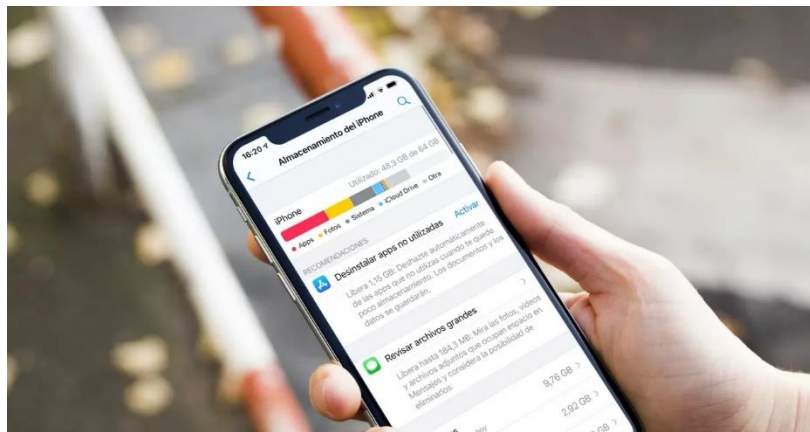 16:20
Almacenamiento del iPhone
iPhone
Utilizado: 48,3 GB de 64 GB
Apps Fotos Sistema iCloud Drive Otra
RECOMENDACIONES
Desinstalar apps no utilizadas
Activar
Libera 1,15 GB: Deshazte automáticamente
de las apps que no utilizas cuando te quede
poco almacenamiento. Los documentos y los
datos se guardarán.
Revisar archivos grandes
Libera hasta 184,3 MB: Mira las fotos, vídeos
y archivos adjuntos que ocupan espacio en
Mensajes y considera la posibilidad de
eliminarlos.
9,76 GB
hoy
2,92 GB
GB